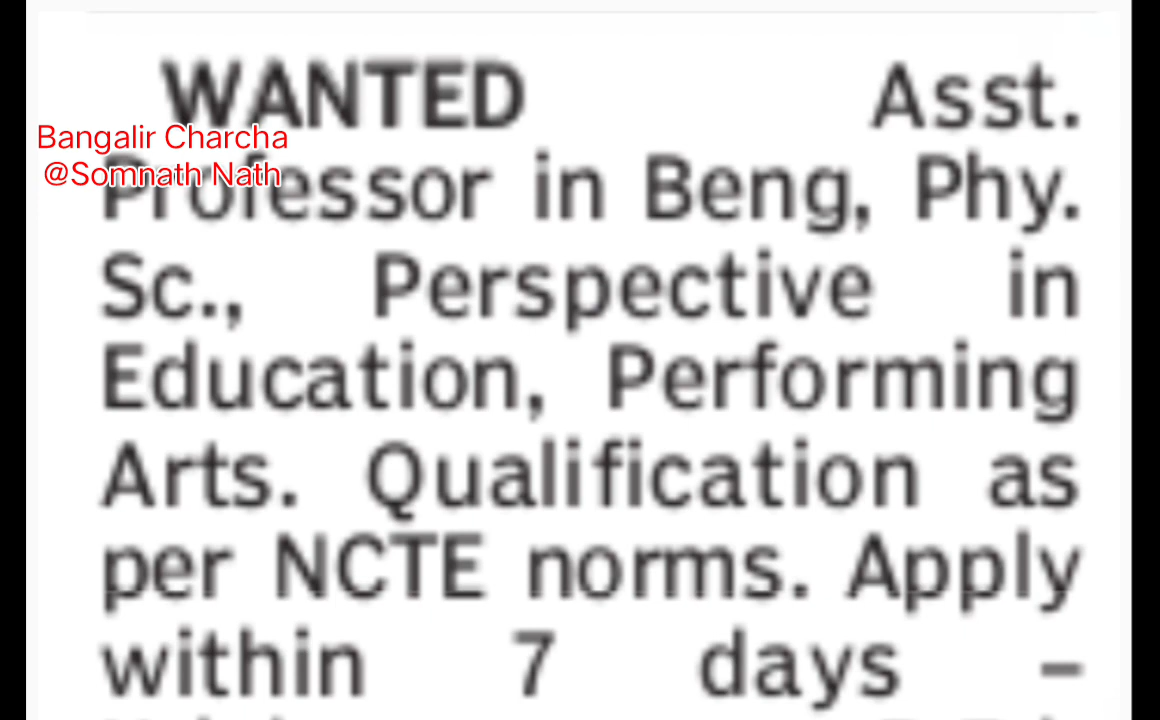 WANTED Asst.
Bangalir Charcha
@Somnath Nath
Professor in Beng, Phy.
Sc., Perspective in
Education, Performing
Arts. Qualification as
per NCTE norms. Apply
within 7 days –